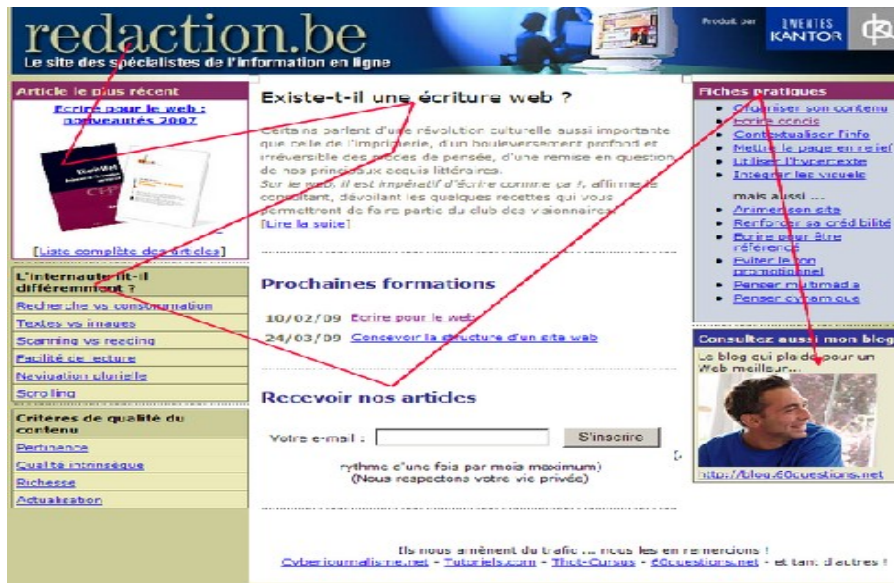 redaction.be
Le site des spécialistes de l'information en ligne
Produit par
KANTOR
Article le plus récent
Ecrire pour le web :
nouveautés 2007
[Liste complète des articles]
L'internaute lit-il
différemment ?
Recherche vs consommation
Textes vs images
Scanning vs reading
Facilité de lecture
Navigation plurielle
Scrolling
Critères de qualité du
contenu
Pertinence
Qualité intrinsèque
Richesse
Actualisation
Existe-t-il une écriture web ?
Certains parlent d'une révolution culturelle aussi importante
que celle de l'imprimerie, d'un bouleversement profond et
irréversible des modes de pensée, d'une remise en question
de nos principaux acquis littéraires.
Sur le web, il est impératif d'écrire comme ça !, affirme le
consultant, dévoilant les quelques recettes qui vous
permettront de faire partie du club des visionnaires.
[Lire la suite]
Prochaines formations
10/02/09 Ecrire pour le web
24/03/09 Concevoir la structure d'un site web
Recevoir nos articles
Votre e-mail :
S'inscrire
rythme d'une fois par mois maximum)
(Nous respectons votre vie privée)
Ils nous amènent du trafic ... nous les en remercions !
Cyberjournalisme.net - Tutoriels.com - Thot-Cursus - 60questions.net - et tant d'autres !
Fiches pratiques
Organiser son contenu
Ecrire concis
Contextualiser l'info
Mettre la page en relief
Utiliser l'hypertexte
Intégrer les visuels
mais aussi ...
Animer son site
Renforcer sa crédibilité
Ecrire pour être
référencé
Eviter le ton
promotionnel
Penser multimédia
Penser dynamique
Consultez aussi mon blog
Le blog qui plaide pour un
Web meilleur...
http://blog.60questions.net